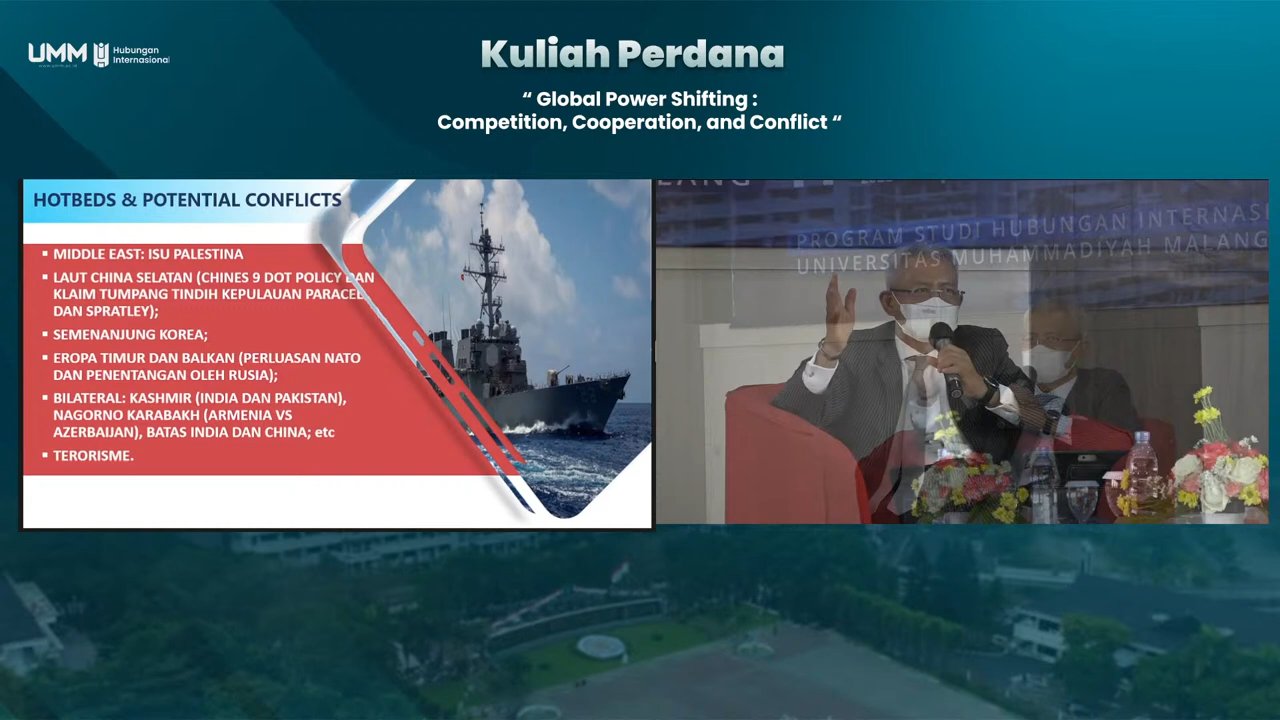 UMM
Hubungan
Internasional
Kuliah Perdana
“ Global Power Shifting :
Competition, Cooperation, and Conflict “
HOTBEDS & POTENTIAL CONFLICTS
▪ MIDDLE EAST: ISU PALESTINA
▪ LAUT CHINA SELATAN (CHINES 9 DOT POLICY DAN
KLAIM TUMPANG TINDIH KEPULAUAN PARACEL
DAN SPRATLEY);
▪ SEMENANJUNG KOREA;
▪ EROPA TIMUR DAN BALKAN (PERLUASAN NATO
DAN PENENTANGAN OLEH RUSIA);
▪ BILATERAL: KASHMIR (INDIA DAN PAKISTAN),
NAGORNO KARABAKH (ARMENIA VS
AZERBAIJAN), BATAS INDIA DAN CHINA; etc
▪ TERORISME.
PROGRAM STUDI HUBUNGAN INTERNASI
UNIVERSITAS MUHAMMADIYAH MALANG